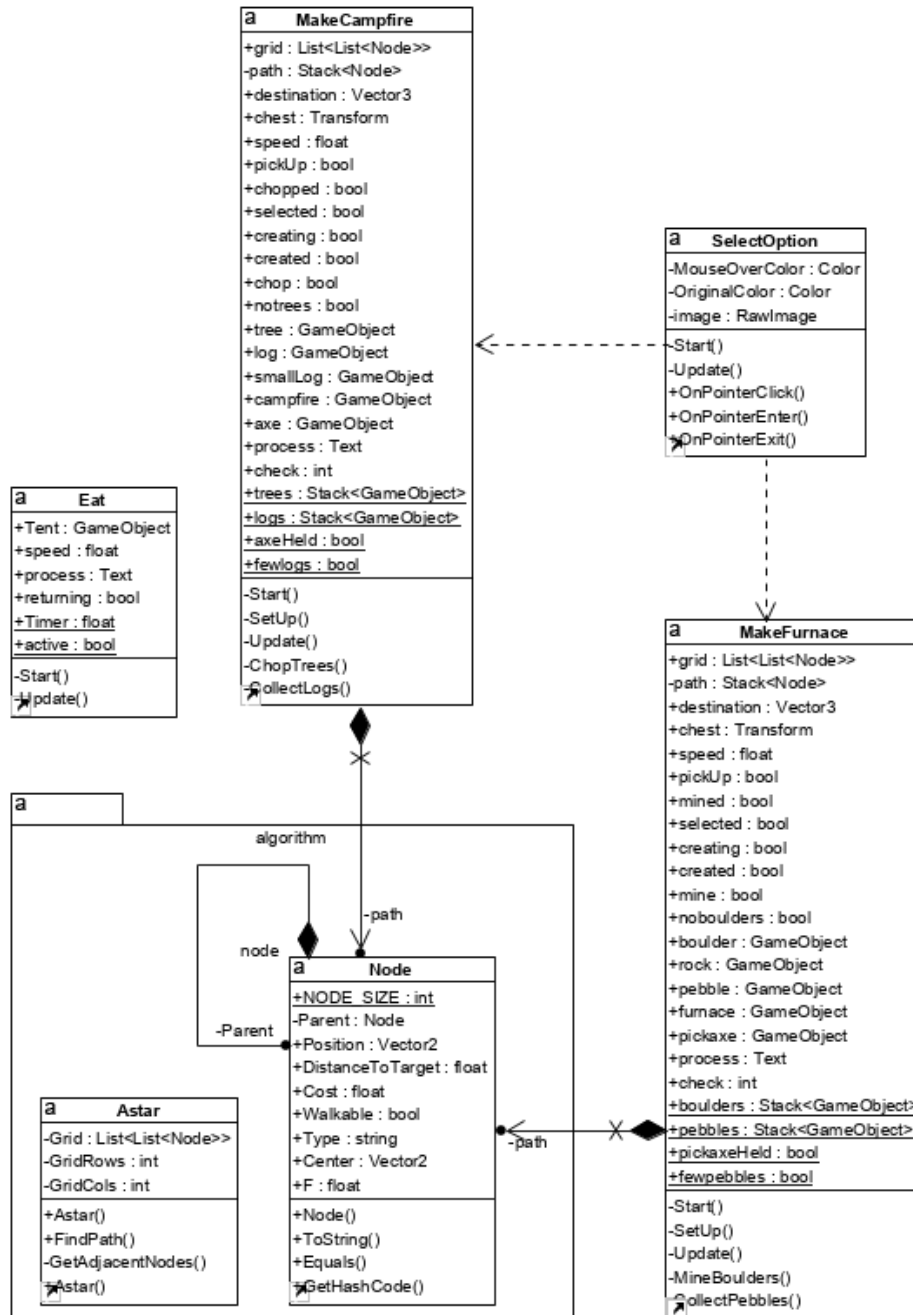 a
MakeCampfire
+grid : List<List<Node>>
-path : Stack<Node>
+destination : Vector3
+chest : Transform
+speed : float
+pickUp : bool
+chopped : bool
+selected : bool
+creating : bool
+created : bool
+chop : bool
+notrees : bool
+tree : GameObject
+log : GameObject
+smallLog : GameObject
+campfire : GameObject
+axe : GameObject
+process : Text
+check : int
+trees : Stack<GameObject>
+logs : Stack<GameObject>
+axeHeld : bool
+fewlogs : bool
-Start()
-SetUp()
-Update()
-ChopTrees()
-CollectLogs()
a
SelectOption
-MouseOverColor : Color
-OriginalColor : Color
-image : RawImage
-Start()
-Update()
+OnPointerClick()
+OnPointerEnter()
+OnPointerExit()
a
Eat
+Tent : GameObject
+speed : float
+process : Text
+returning : bool
+Timer : float
+active : bool
-Start()
-Update()
a
MakeFurnace
+grid : List<List<Node>>
-path : Stack<Node>
+destination : Vector3
+chest : Transform
+speed : float
+pickUp : bool
+mined : bool
+selected : bool
+creating : bool
+created : bool
+mine : bool
+noboulders : bool
+boulder : GameObject
+rock : GameObject
+pebble : GameObject
+furnace : GameObject
+pickaxe : GameObject
+process : Text
+check : int
+boulders : Stack<GameObject>
+pebbles : Stack<GameObject>
+pickaxeHeld : bool
+fewpebbles : bool
-Start()
-SetUp()
-Update()
-MineBoulders()
-CollectPebbles()
a
algorithm
-path
node
-Parent
-path
a
Node
+NODE_SIZE : int
-Parent : Node
+Position : Vector2
+DistanceToTarget : float
+Cost : float
+Walkable : bool
+Type : string
+Center : Vector2
+F : float
+Node()
+ToString()
+Equals()
+GetHashCode()
a
Astar
-Grid : List<List<Node>>
-GridRows : int
-GridCols : int
+Astar()
+FindPath()
-GetAdjacentNodes()
+Astar()